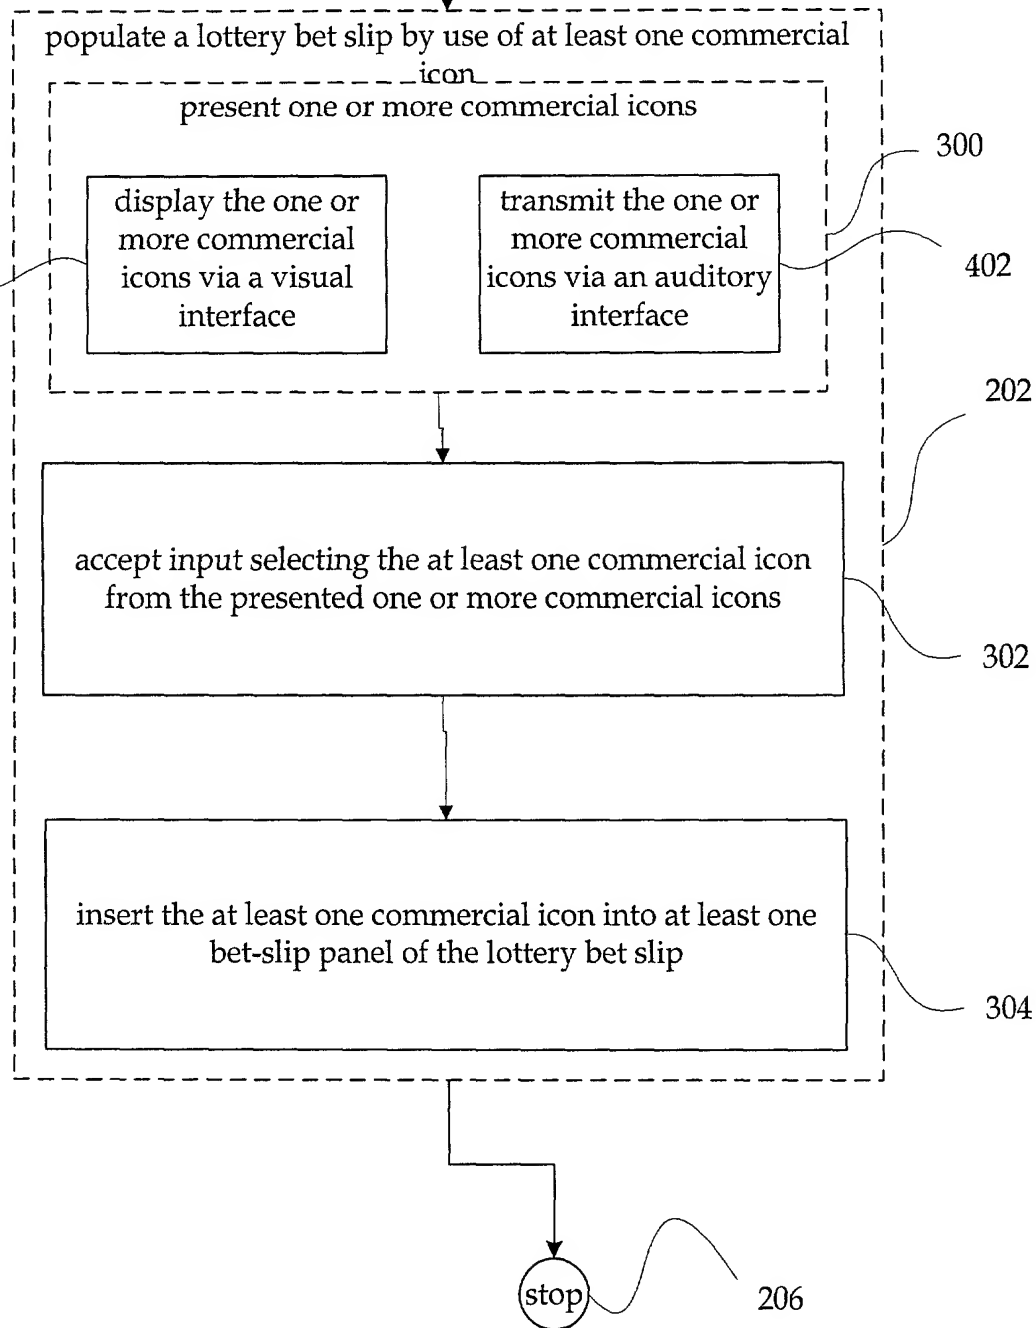 populate a lottery bet slip by use of at least one commercial
icon
present one or more commercial icons
300
display the one or
more commercial
icons via a visual
interface
transmit the one or
more commercial
icons via an auditory
interface
402
202
accept input selecting the at least one commercial icon
from the presented one or more commercial icons
302
insert the at least one commercial icon into at least one
bet-slip panel of the lottery bet slip
304
stop
206